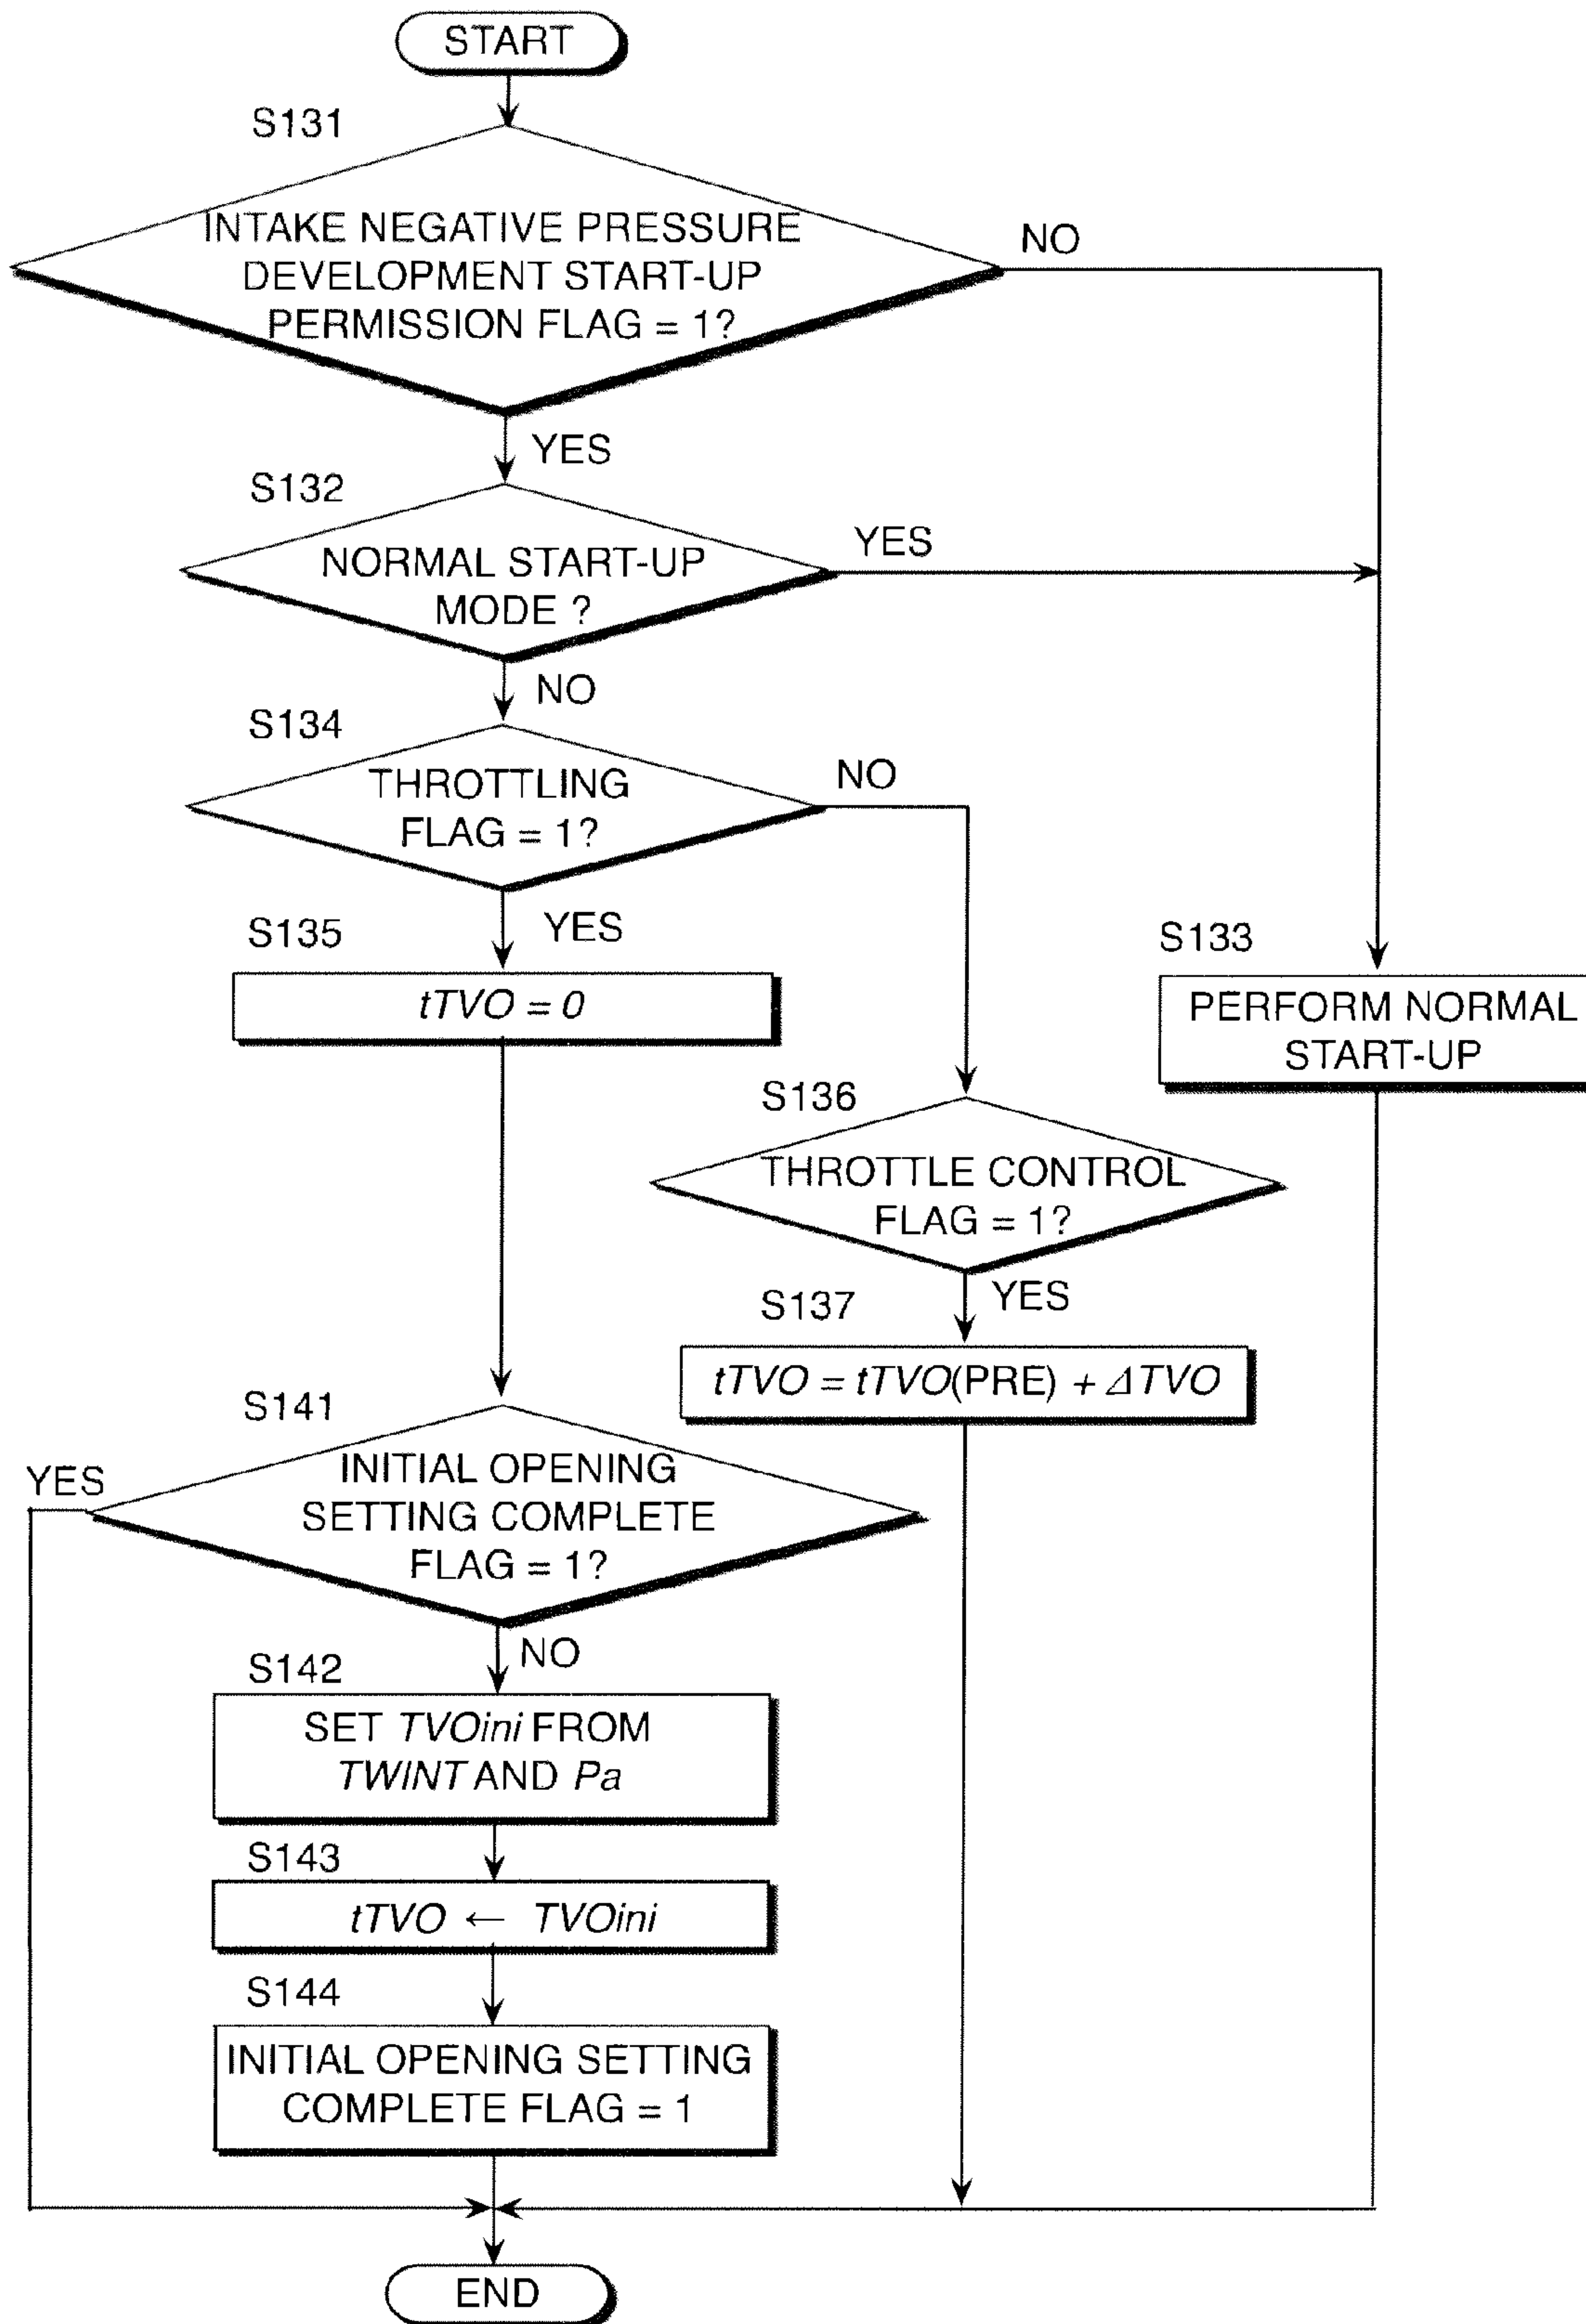 START
S131
INTAKE NEGATIVE PRESSURE
DEVELOPMENT START-UP
PERMISSION FLAG = 1?
NO
YES
S132
NORMAL START-UP
MODE ?
YES
NO
S134
THROTTLING
FLAG = 1?
NO
YES
S135
tTVO = 0
S133
PERFORM NORMAL
START-UP
S136
THROTTLE CONTROL
FLAG = 1?
YES
S137
tTVO = tTVO(PRE) + ΔTVO
S141
INITIAL OPENING
SETTING COMPLETE
FLAG = 1?
YES
NO
S142
SET TVOini FROM
TWINT AND Pa
S143
tTVO ← TVOini
S144
INITIAL OPENING SETTING
COMPLETE FLAG = 1
END